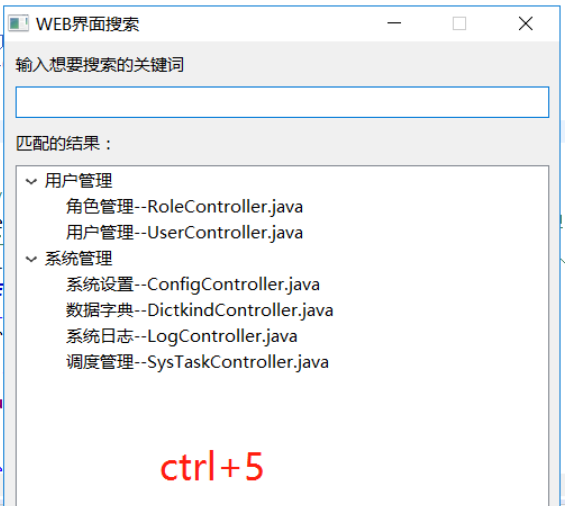 WEB界面搜索
输入想要搜索的关键词
匹配的结果：
用户管理
角色管理--RoleController.java
用户管理--UserController.java
系统管理
系统设置--ConfigController.java
数据字典--DictkindController.java
系统日志--LogController.java
调度管理--SysTaskController.java
ctrl+5